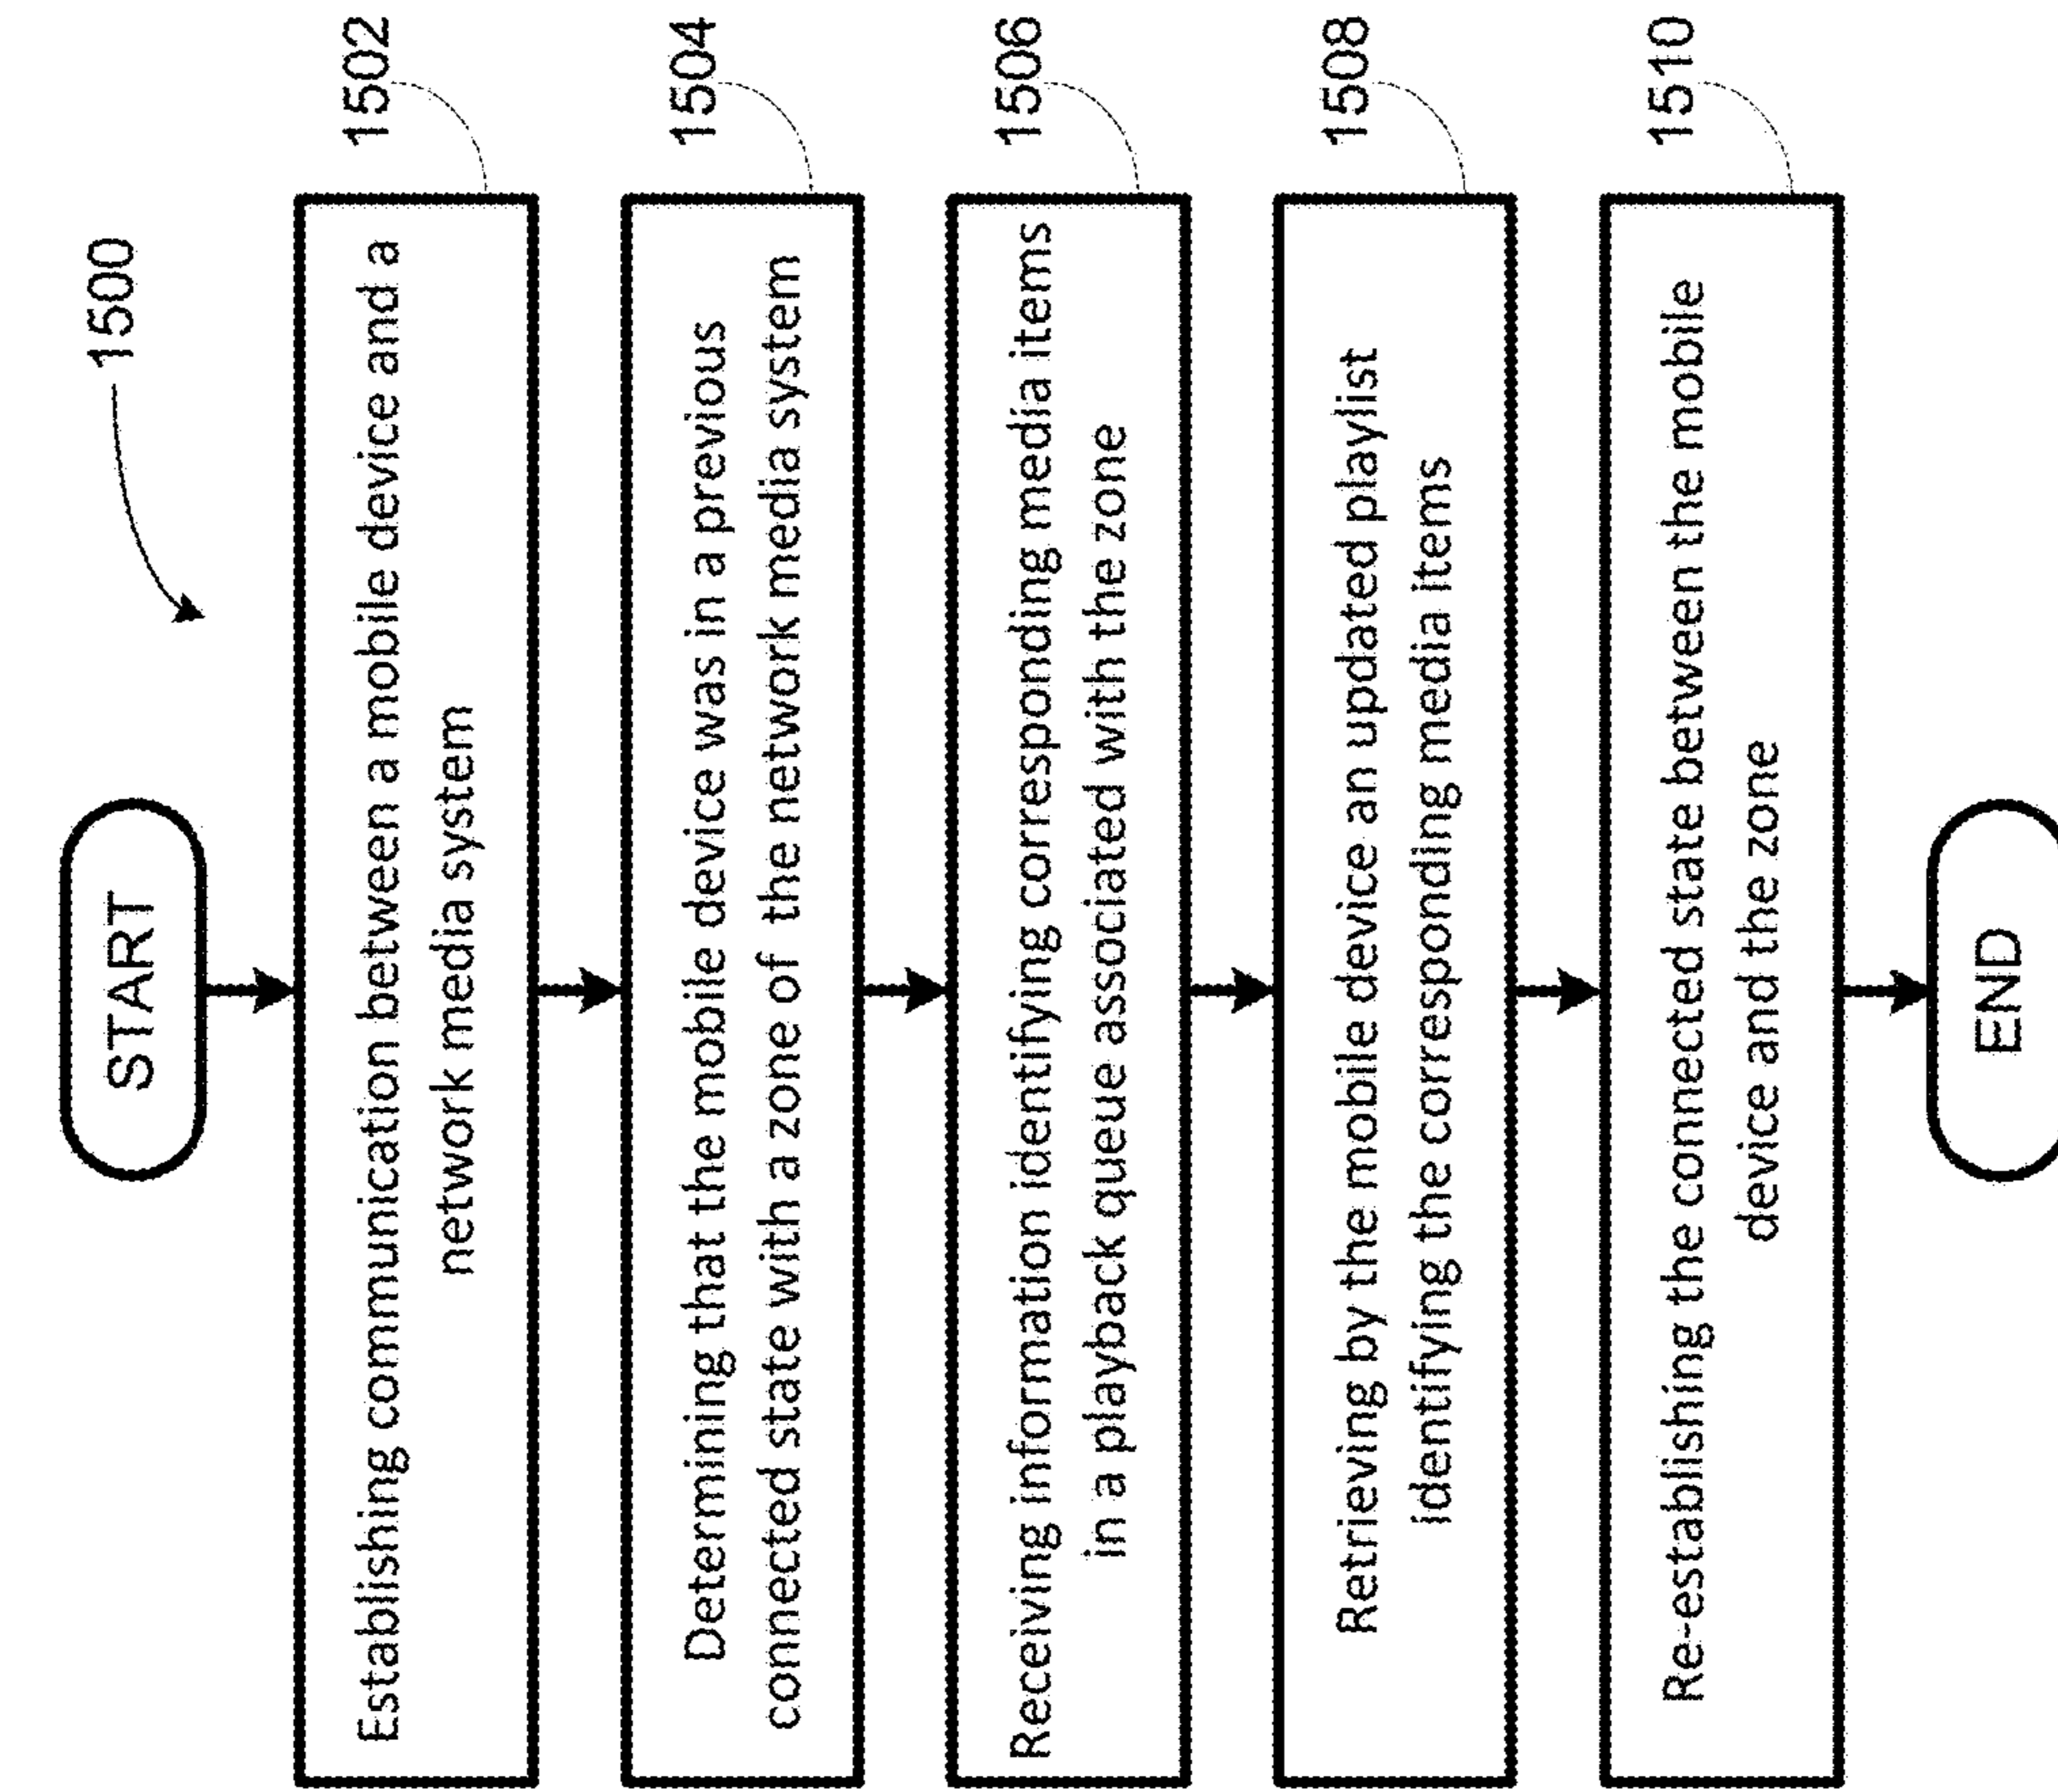 1500
START
Establishing communication between a mobile device and a
network media system
1502
Determining that the mobile device was in a previous
connected state with a zone of the network media system
1504
Receiving information identifying corresponding media items
in a playback queue associated with the zone
1506
Retrieving by the mobile device an updated playlist
identifying the corresponding media items
1508
Re-establishing the connected state between the mobile
device and the zone
1510
END